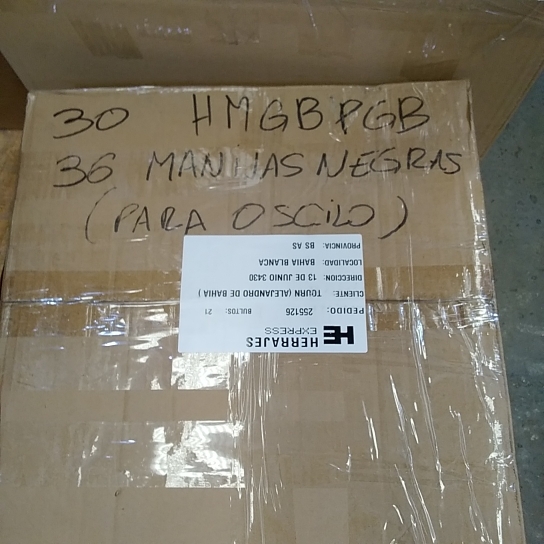 30 HMGBPGB
36 MANIJAS NEGRAS
(PARA OSCILO)
HERRAJES
EXPRESS
PEDIDO: 255126 BULTOS: 21
CLIENTE: TOURN (ALEJANDRO DE BAHIA )
DIRECCION: 13 DE JUNIO 3430
LOCALIDAD: BAHIA BLANCA
PROVINCIA: BS AS